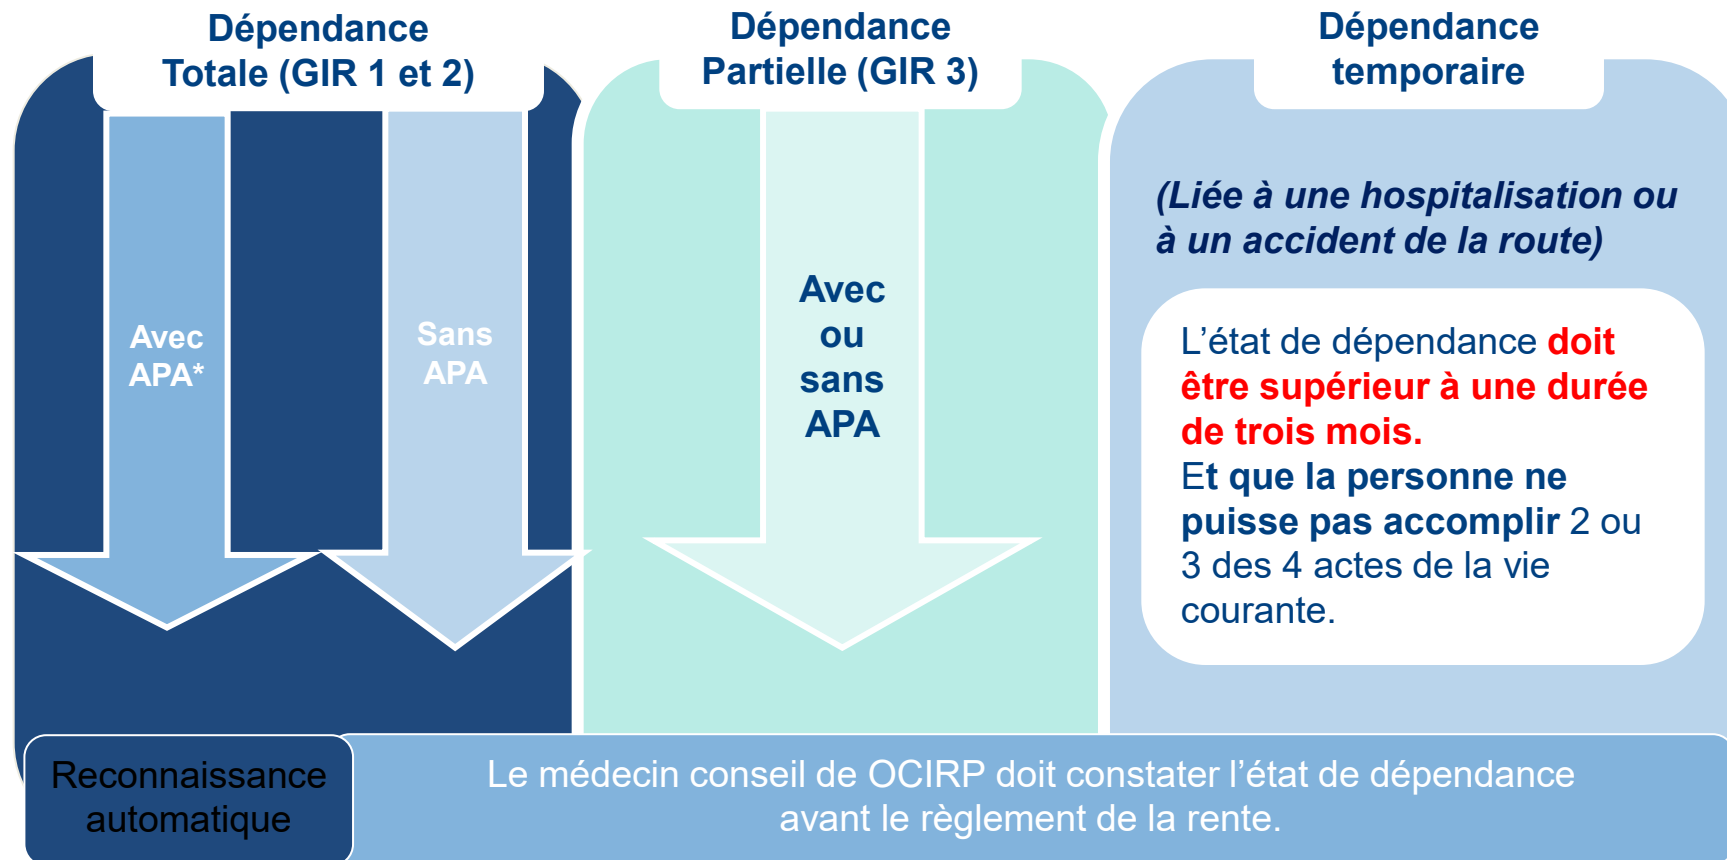 Dépendance
Totale (GIR 1 et 2)
Avec
APA*
Sans
APA
Dépendance
Partielle (GIR 3)
Avec
ou
sans
APA
Dépendance
temporaire
(Liée à une hospitalisation ou
à un accident de la route)
L’état de dépendance doit
être supérieur à une durée
de trois mois.
Et que la personne ne
puisse pas accomplir 2 ou
3 des 4 actes de la vie
courante.
Reconnaissance
automatique
Le médecin conseil de OCIRP doit constater l’état de dépendance
avant le règlement de la rente.